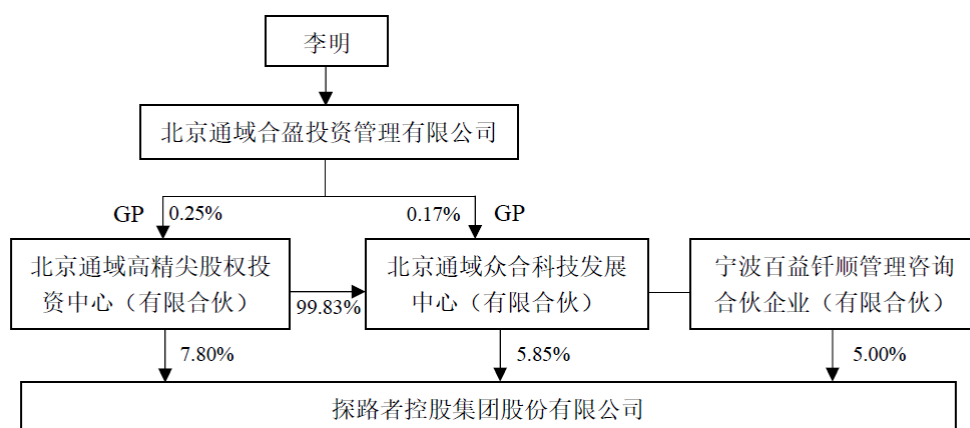 李明
北京通域合盈投资管理有限公司
GP
0.25%
0.17%
GP
北京通域高精尖股权投
资中心（有限合伙）
99.83%
北京通域众合科技发展
中心（有限合伙）
宁波百益钎顺管理咨询
合伙企业（有限合伙）
7.80%
5.85%
5.00%
探路者控股集团股份有限公司